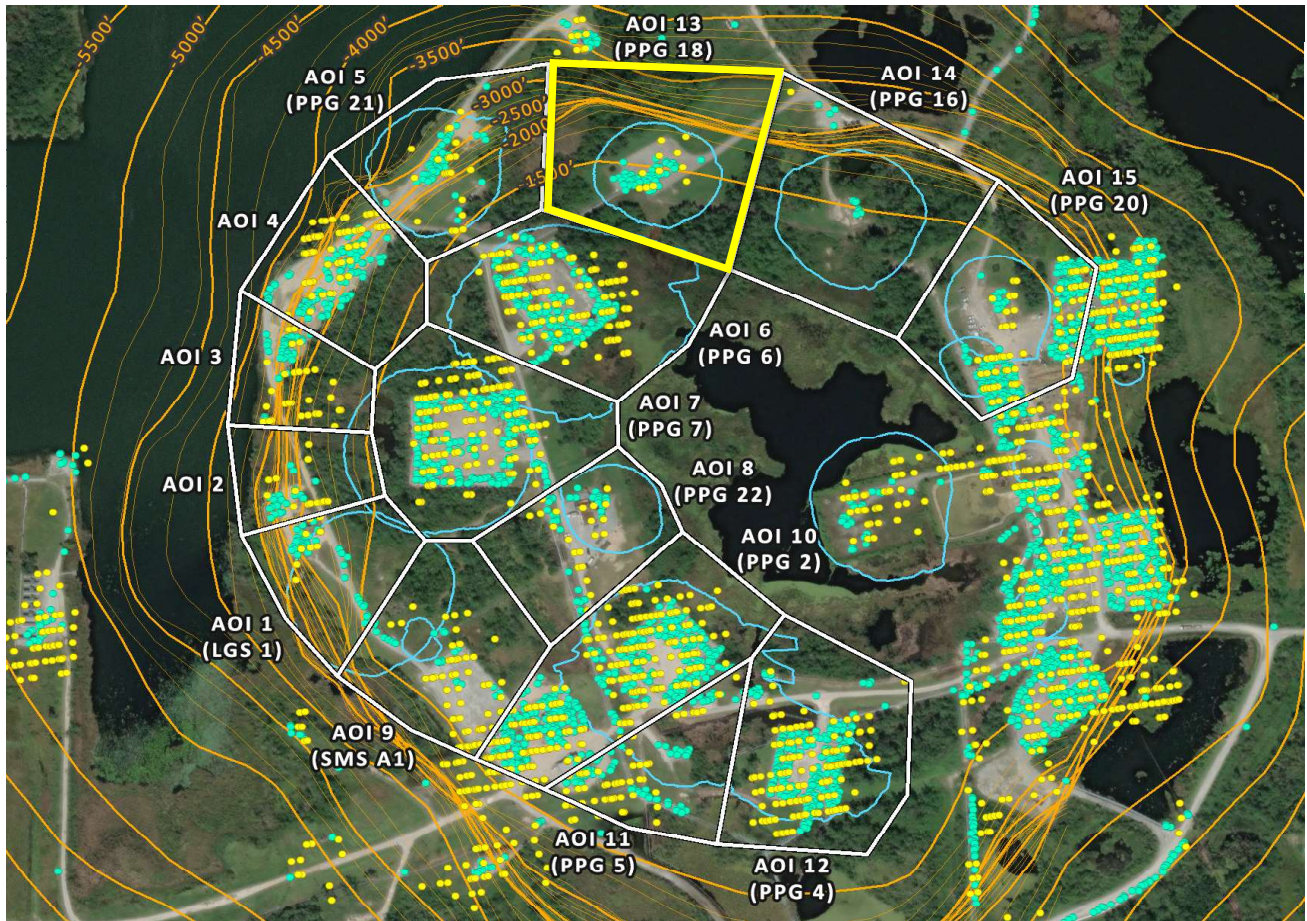 -5500'
-5000'
-4500'
-4000'
-3500'
-3000'
-2500'
-2000'
-1500'
AOI 13
(PPG 18)
AOI 5
(PPG 21)
AOI 14
(PPG 16)
AOI 15
(PPG 20)
AOI 4
AOI 3
AOI 6
(PPG 6)
AOI 7
(PPG 7)
AOI 2
AOI 8
(PPG 22)
AOI 10
(PPG 2)
AOI 1
(LGS 1)
AOI 9
(SMS A1)
AOI 11
(PPG 5)
AOI 12
(PPG 4)